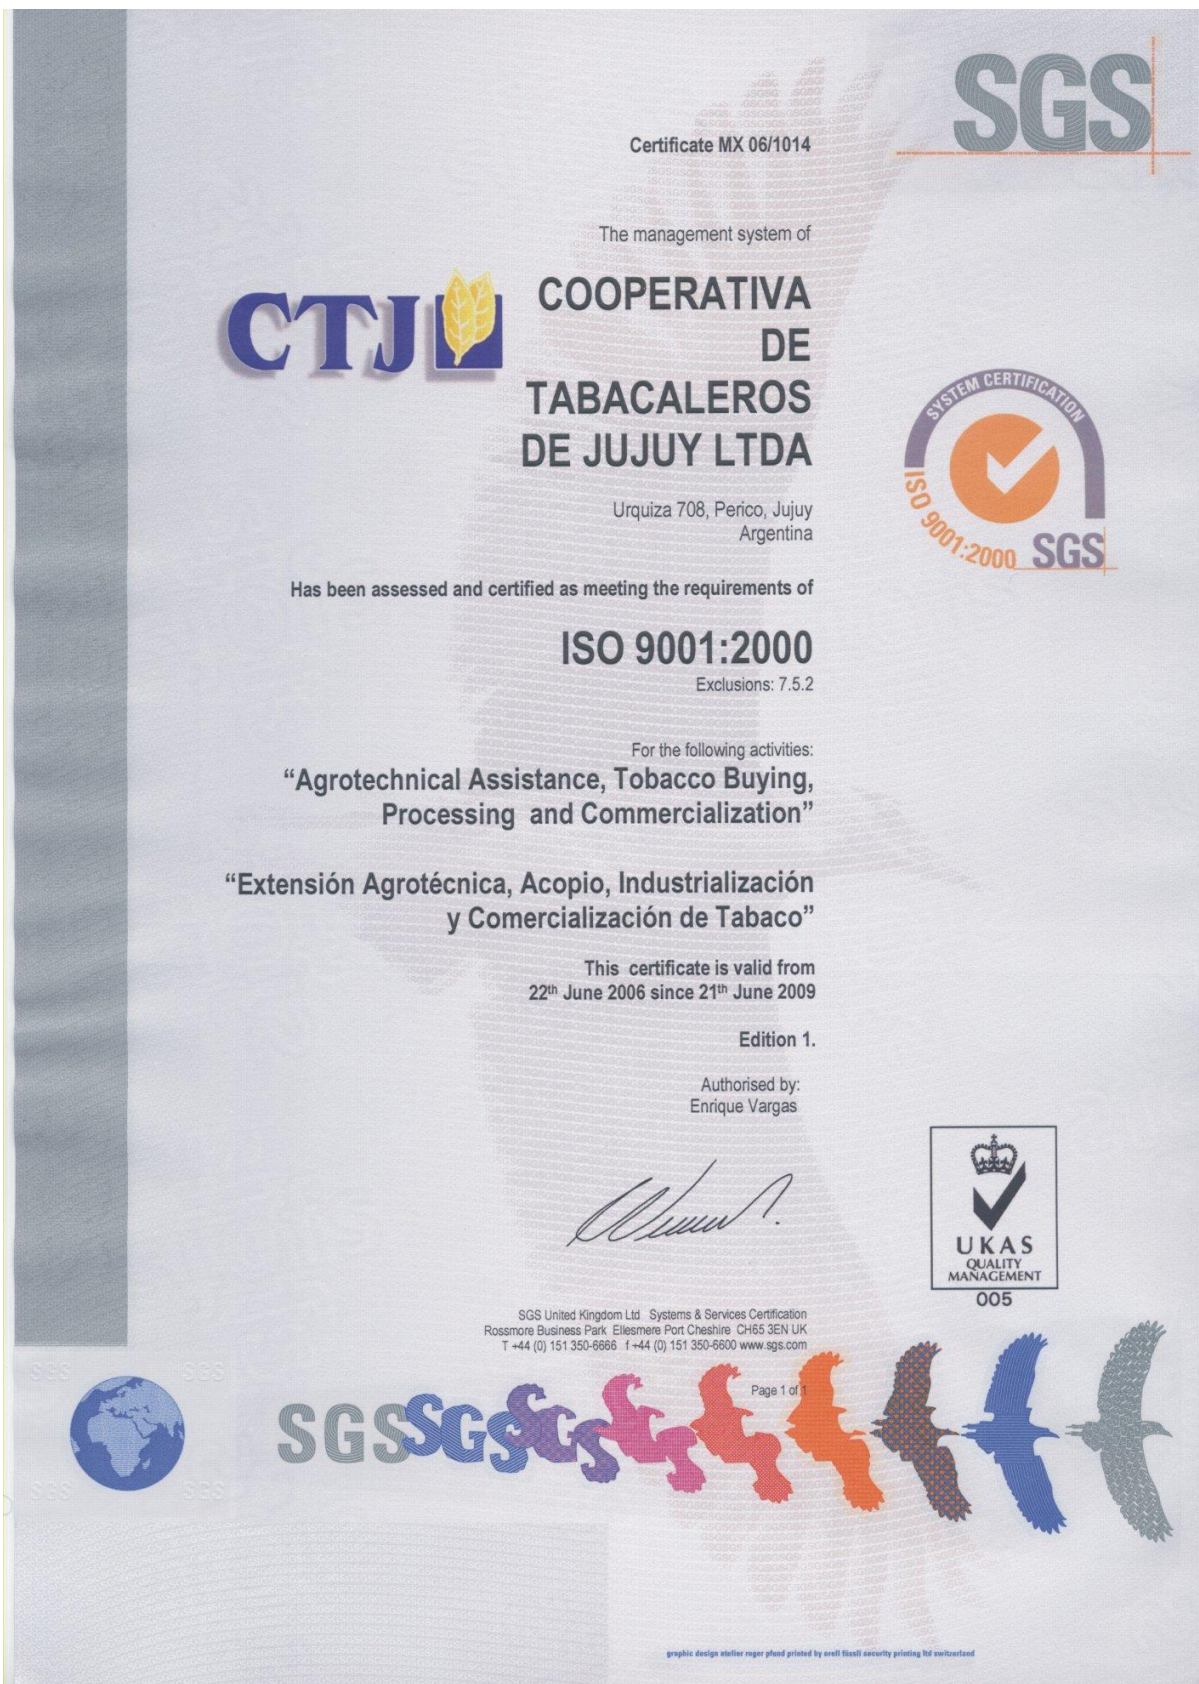 SGS
Certificate MX 06/1014
The management system of
CTJ
COOPERATIVA
DE
TABACALEROS
DE JUJUY LTDA
SYSTEM CERTIFICATION
ISO 9001:2000
SGS
Urquiza 708, Perico, Jujuy
Argentina
Has been assessed and certified as meeting the requirements of
ISO 9001:2000
Exclusions: 7.5.2
For the following activities:
“Agrotechnical Assistance, Tobacco Buying,
Processing and Commercialization”
“Extensión Agrotécnica, Acopio, Industrialización
y Comercialización de Tabaco”
This certificate is valid from
22th June 2006 since 21th June 2009
Edition 1.
Authorised by:
Enrique Vargas
UKAS
QUALITY
MANAGEMENT
005
SGS United Kingdom Ltd Systems & Services Certification
Rossmore Business Park Ellesmere Port Cheshire CH65 3EN UK
T +44 (0) 151 350-6666 f +44 (0) 151 350-6600 www.sgs.com
Page 1 of 1
SGS SGS
SGS SGS SGS
SGS SGS
graphic design atelier roger pfund printed by orell füssli security printing ltd switzerland